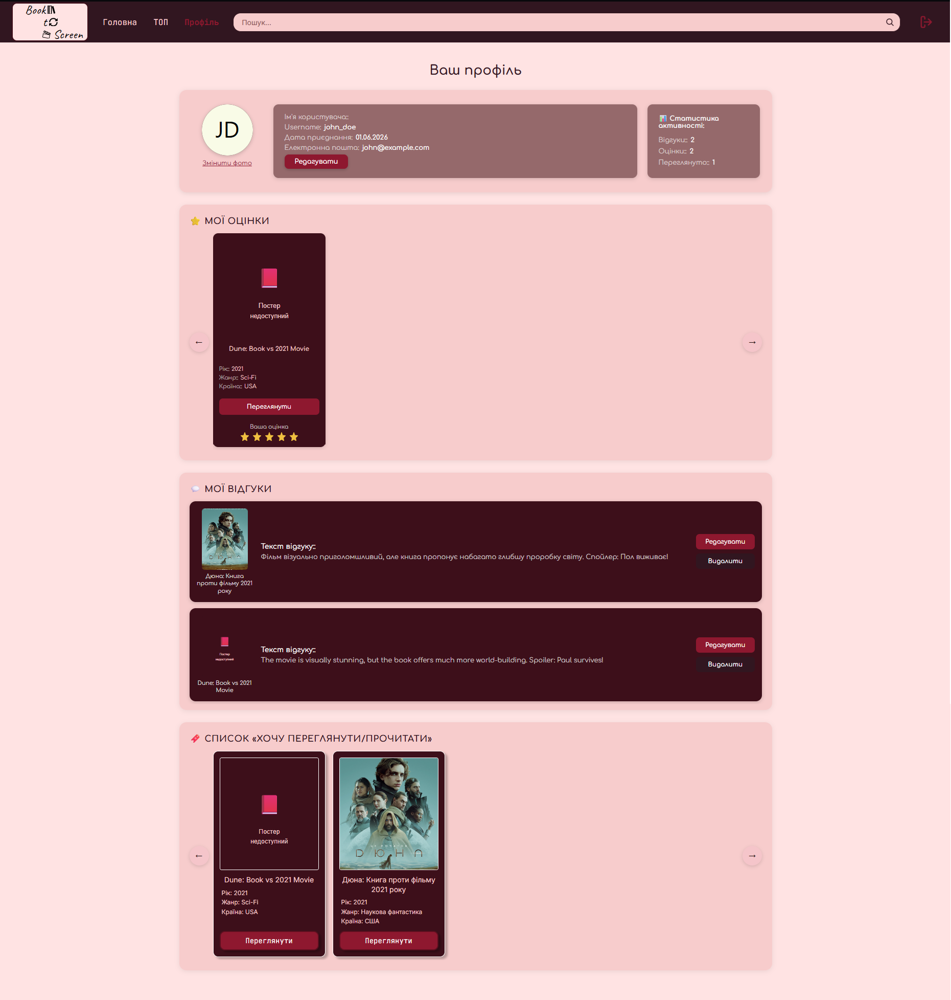 Book
to
Screen
Головна
ТОП
Профіль
Пошук...
Ваш профіль
JD
Змінити фото
Ім'я користувача::
Username: john_doe
Дата приєднання: 01.06.2026
Електронна пошта: john@example.com
Редагувати
Статистика
активності:
Відгуки:: 2
Оцінки:: 2
Переглянуто:: 1
МОЇ ОЦІНКИ
Постер
недоступний
←
→
Dune: Book vs 2021 Movie
Рік:: 2021
Жанр:: Sci-Fi
Країна:: USA
Переглянути
Ваша оцінка
МОЇ ВІДГУКИ
ДЮНА
Дюна: Книга
проти фільму 2021
року
Текст відгуку::
Фільм візуально приголомшливий, але книга пропонує набагато глибшу проробку світу. Спойлер: Пол виживає!
Редагувати
Видалити
Постер
недоступний
Dune: Book vs 2021
Movie
Текст відгуку::
The movie is visually stunning, but the book offers much more world-building. Spoiler: Paul survives!
Редагувати
Видалити
СПИСОК «ХОЧУ ПЕРЕГЛЯНУТИ/ПРОЧИТАТИ»
←
→
Постер
недоступний
Dune: Book vs 2021 Movie
Рік: 2021
Жанр: Sci-Fi
Країна: USA
Переглянути
ЦЕ ПОЧАТОК
ДЮНА
Дюна: Книга проти фільму
2021 року
Рік: 2021
Жанр: Наукова фантастика
Країна: США
Переглянути